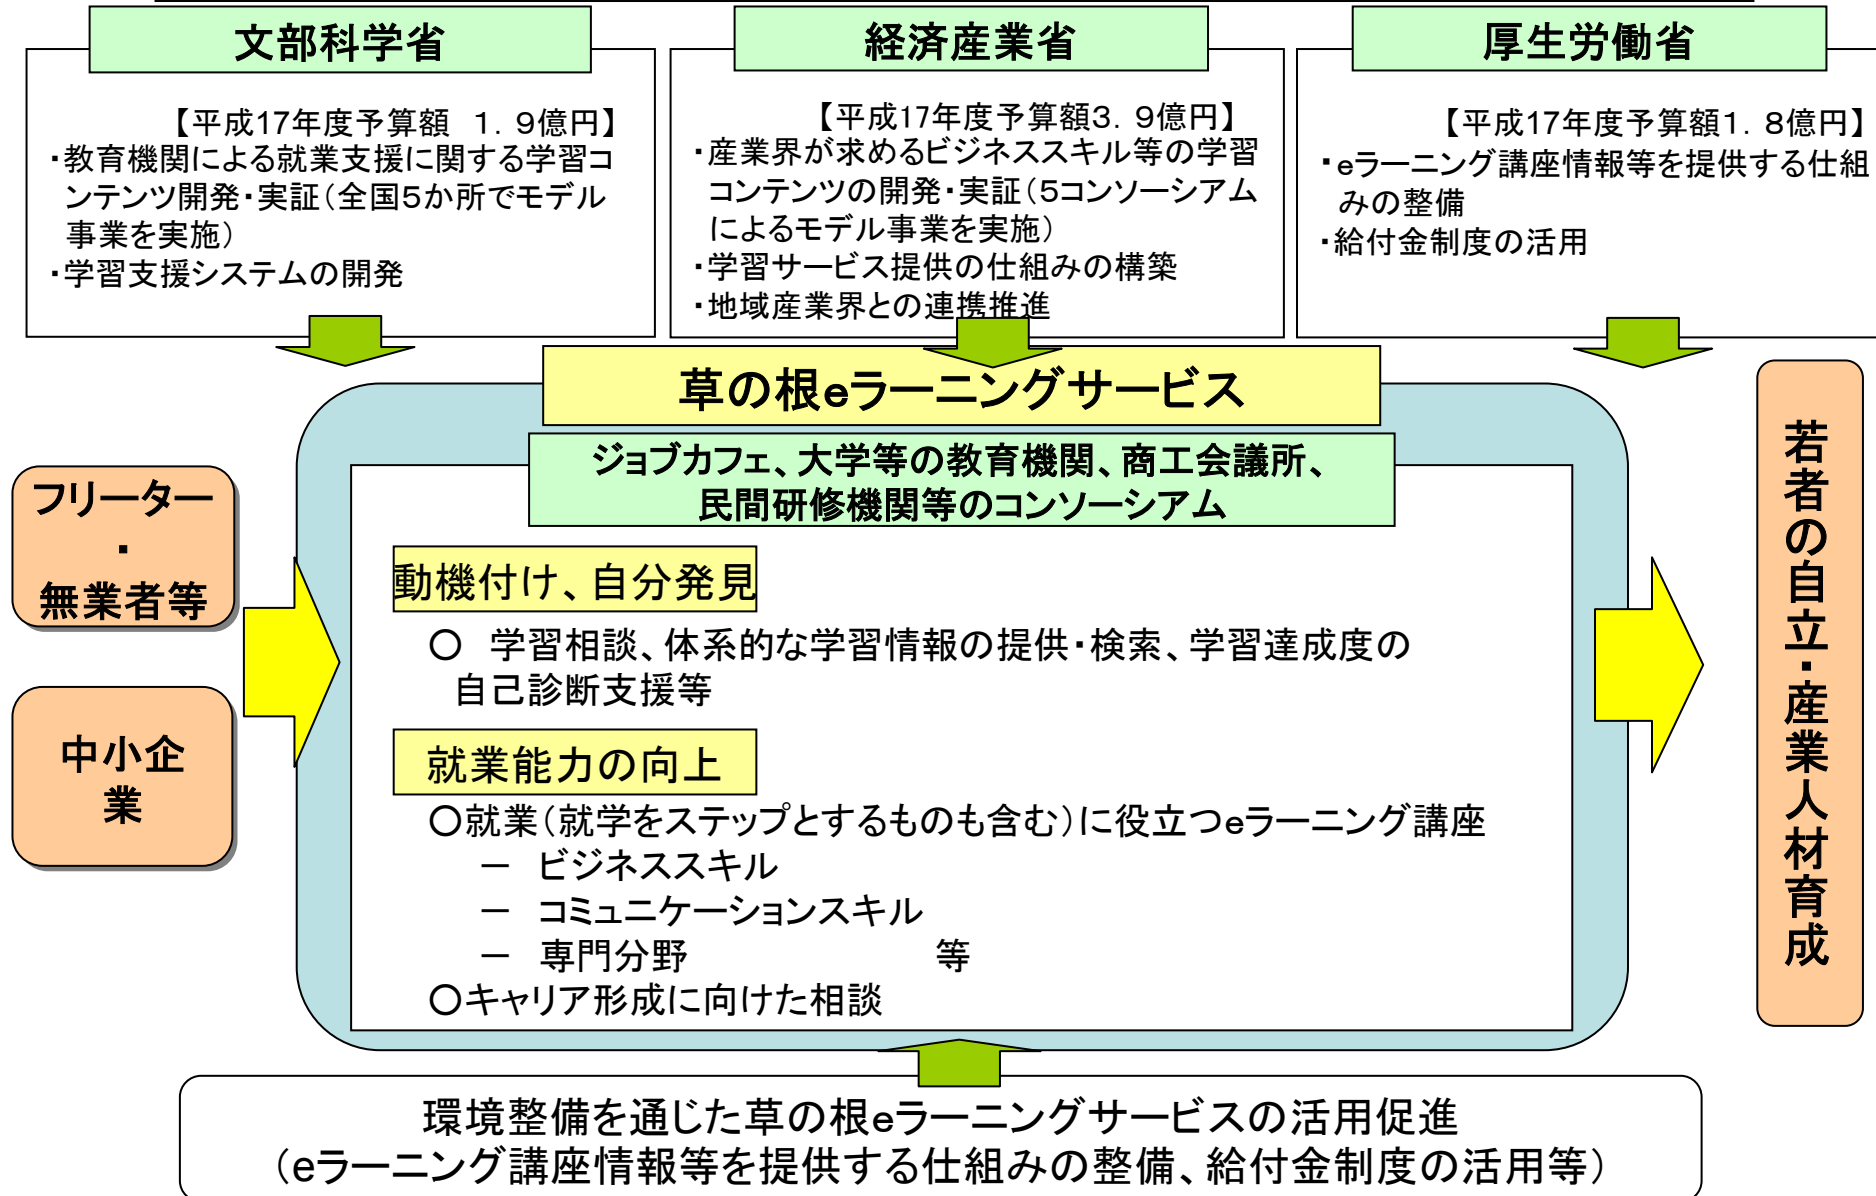 文部科学省
【平成17年度予算額　１．９億円】
・教育機関による就業支援に関する学習コ
ンテンツ開発・実証（全国５か所でモデル
事業を実施）
・学習支援システムの開発
経済産業省
【平成17年度予算額３．９億円】
・産業界が求めるビジネススキル等の学習
コンテンツの開発・実証（５コンソーシアム
によるモデル事業を実施）
・学習サービス提供の仕組みの構築
・地域産業界との連携推進
厚生労働省
【平成17年度予算額１．８億円】
・eラーニング講座情報等を提供する仕組
みの整備
・給付金制度の活用
草の根eラーニングサービス
ジョブカフェ、大学等の教育機関、商工会議所、
民間研修機関等のコンソーシアム
フリーター
・
無業者等
中小企
業
動機付け、自分発見
○　学習相談、体系的な学習情報の提供・検索、学習達成度の
自己診断支援等
就業能力の向上
○就業（就学をステップとするものも含む）に役立つeラーニング講座
－　ビジネススキル
－　コミュニケーションスキル
－　専門分野　　　　　　　等
○キャリア形成に向けた相談
若者の自立・産業人材育成
環境整備を通じた草の根eラーニングサービスの活用促進
（eラーニング講座情報等を提供する仕組みの整備、給付金制度の活用等）